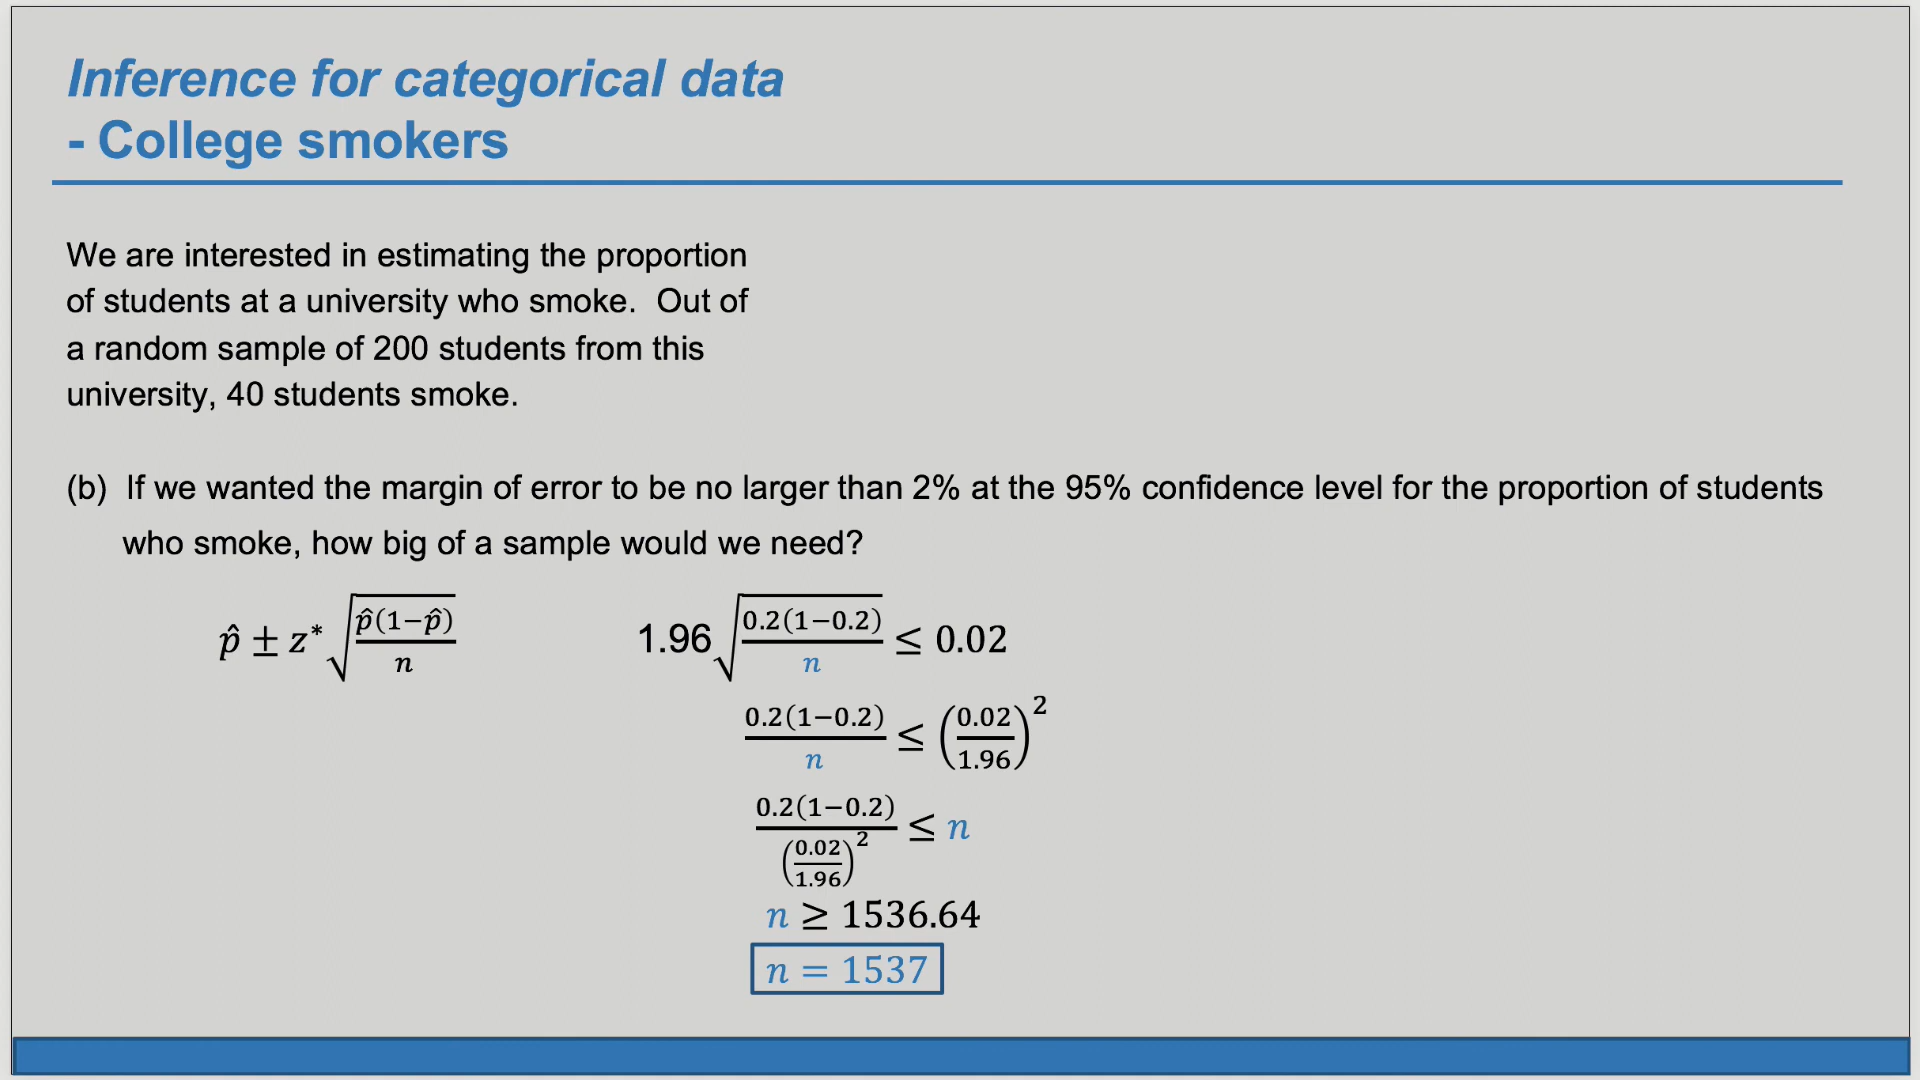 Inference for categorical data
- College smokers
We are interested in estimating the proportion
of students at a university who smoke.  Out of
a random sample of 200 students from this
university, 40 students smoke.
(b)  If we wanted the margin of error to be no larger than 2% at the 95% confidence level for the proportion of students
who smoke, how big of a sample would we need?
p̂ ± z* √(p̂(1−p̂)/n)
1.96√(0.2(1−0.2)/n) ≤ 0.02
0.2(1−0.2)/n ≤ (0.02/1.96)²
0.2(1−0.2)/(0.02/1.96)² ≤ n
n ≥ 1536.64
n = 1537